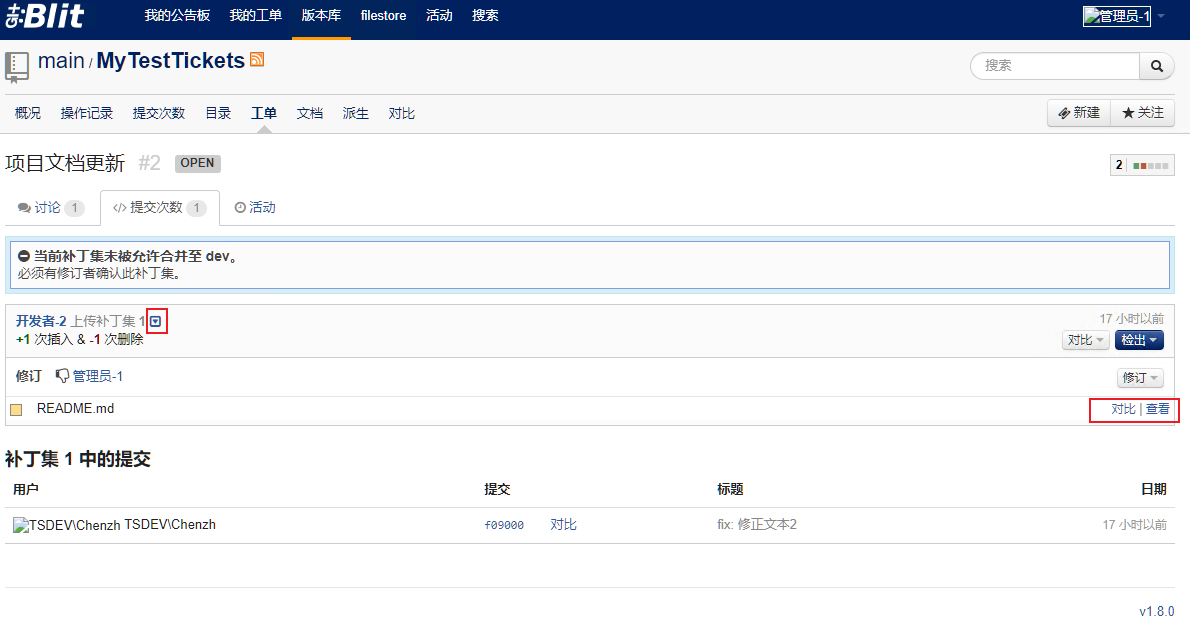 Blit
我的公告板 我的工单 版本库 filestore 活动 搜索
管理员-1
main / MyTestTickets
搜索
概况 操作记录 提交次数 目录 工单 文档 派生 对比
新建 关注
项目文档更新 #2 OPEN
2
讨论 1 提交次数 1 活动
当前补丁集未被允许合并至 dev。
必须有修订者确认此补丁集。
开发者-2 上传补丁集 1
17 小时以前
+1 次插入 & -1 次删除
对比 检出
修订 管理员-1
修订
README.md
对比 | 查看
补丁集 1 中的提交
用户 提交 标题 日期
TSDEV\Chenzh TSDEV\Chenzh f09000 对比 fix: 修正文本2 17 小时以前
v1.8.0